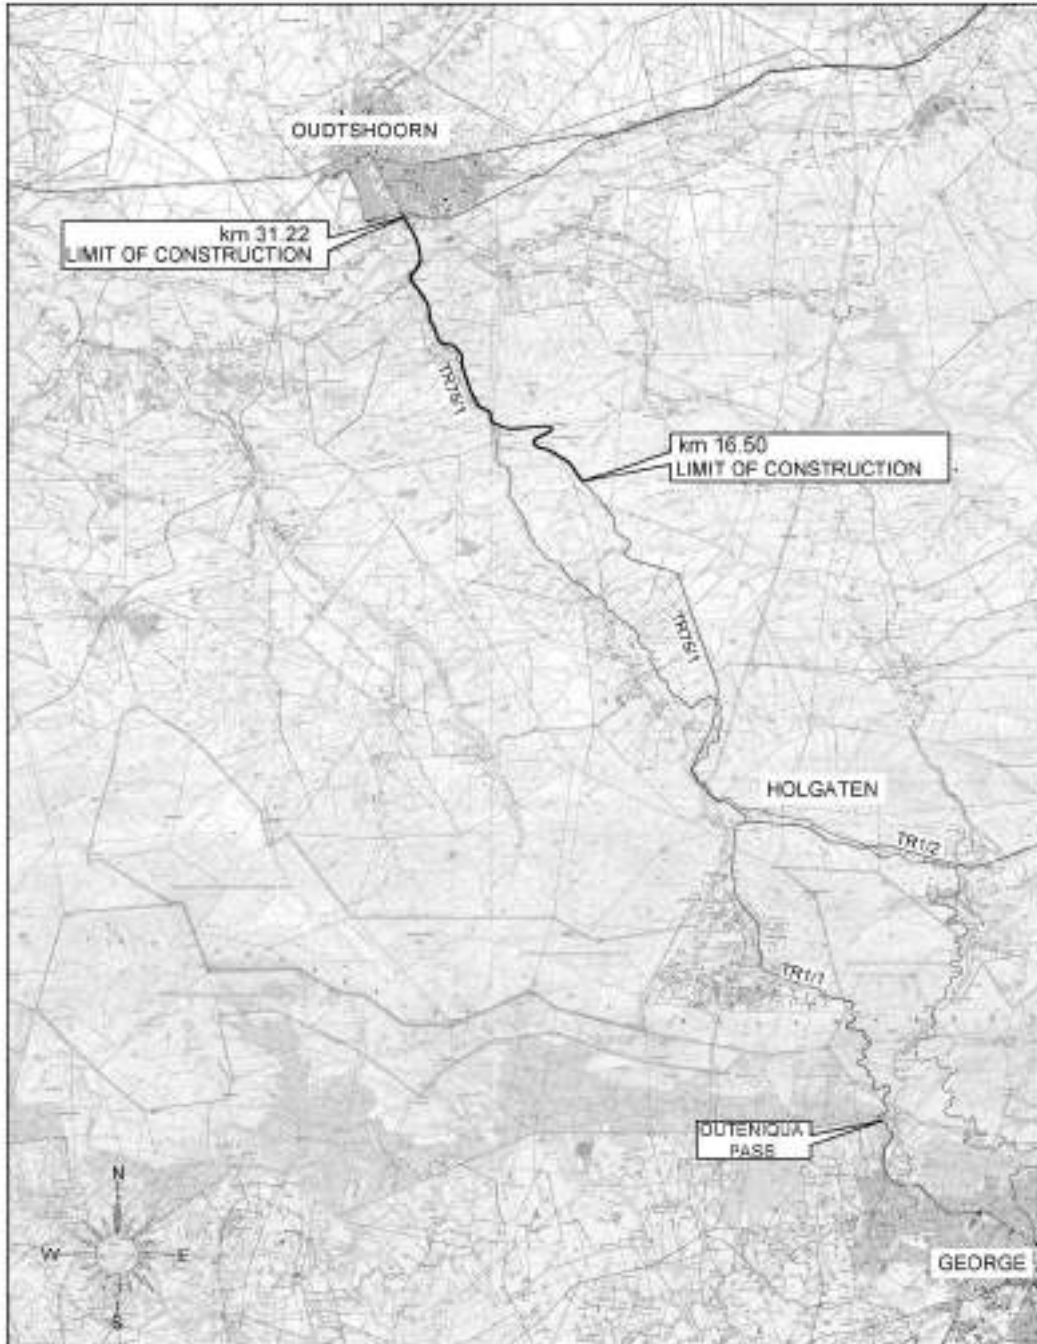 OUDTSHOORN
km 31.22
LIMIT OF CONSTRUCTION
TR75/1
km 16.50
LIMIT OF CONSTRUCTION
TR75/1
HOLGATEN
TR1/2
TR1/1
OUTENIQUA
PASS
N
W
E
S
GEORGE